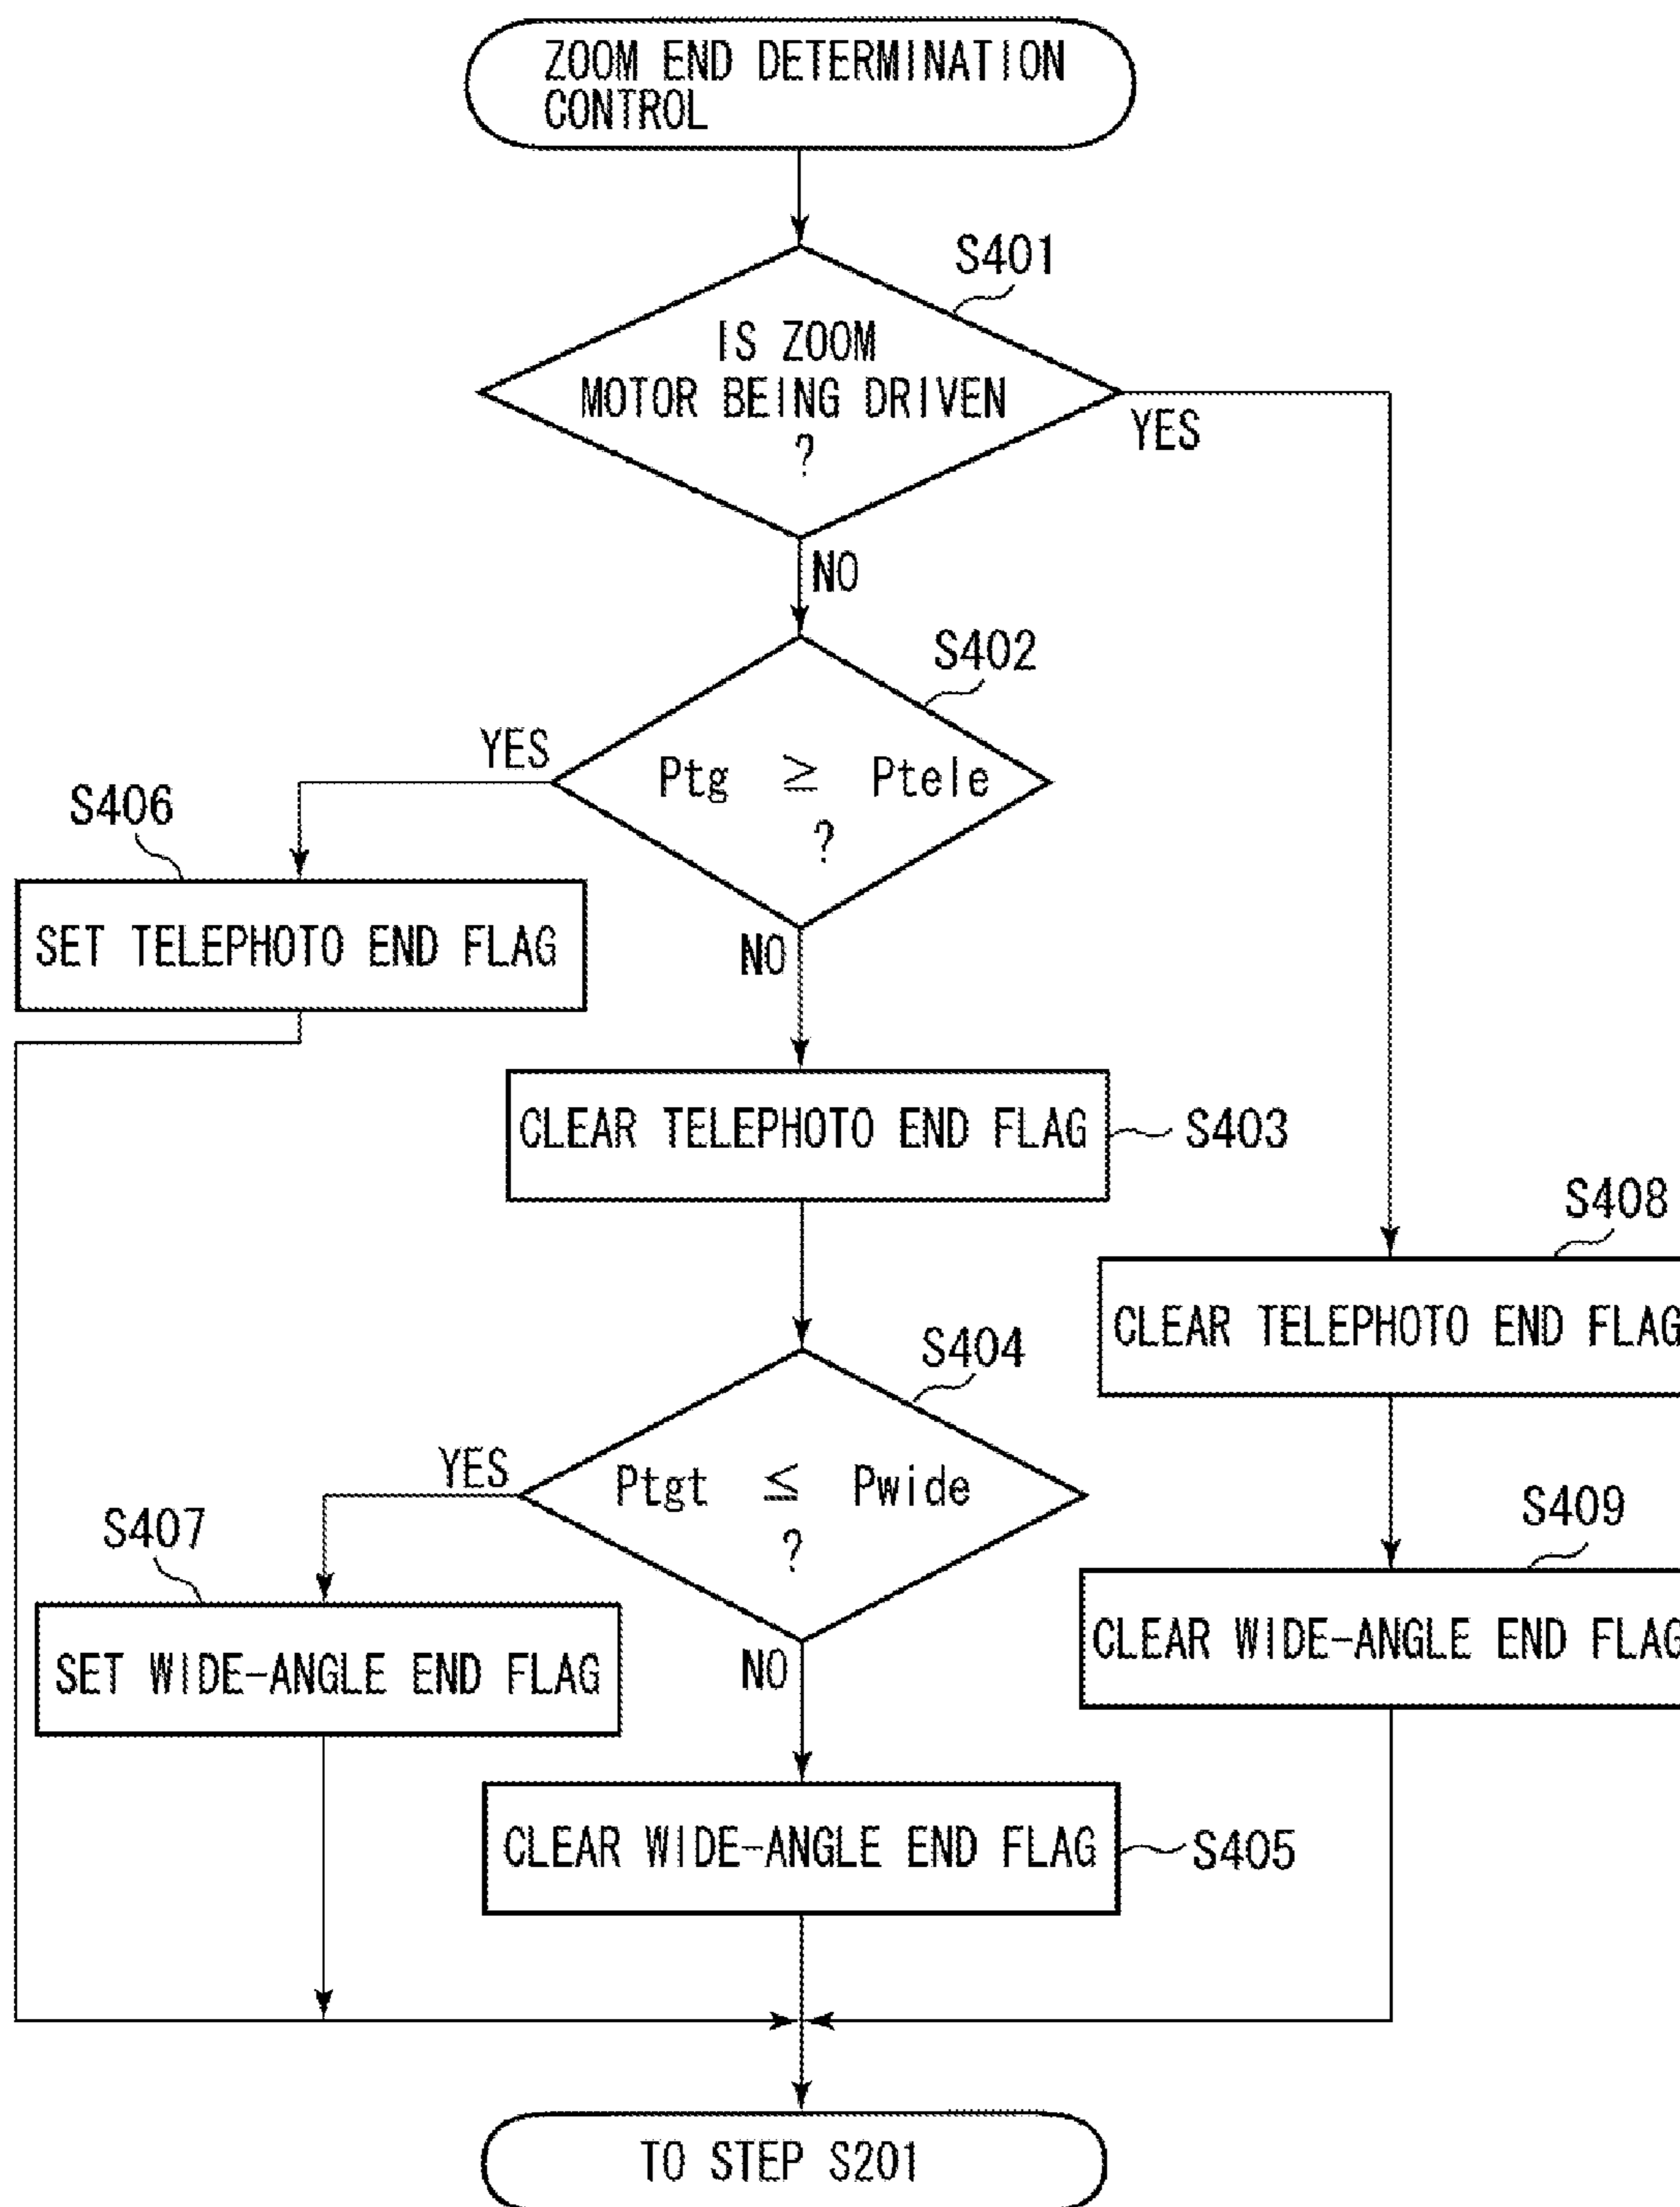 ZOOM END DETERMINATION
CONTROL
S401
IS ZOOM
MOTOR BEING DRIVEN
?
YES
NO
S402
YES
Ptg ≥ Ptele
?
S406
SET TELEPHOTO END FLAG
NO
CLEAR TELEPHOTO END FLAG
S403
S408
CLEAR TELEPHOTO END FLAG
S404
YES
Ptgt ≤ Pwide
?
S407
S409
SET WIDE-ANGLE END FLAG
NO
CLEAR WIDE-ANGLE END FLAG
CLEAR WIDE-ANGLE END FLAG
S405
TO STEP S201